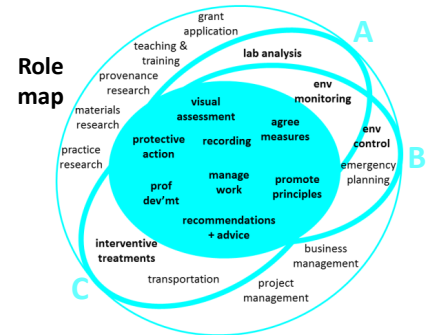 grant
application
A
teaching &
training
lab analysis
Role
map
provenance
research
env
monitoring
visual
assessment
materials
research
agree
measures
env
control
protective
action
recording
practice
research
B
emergency
planning
manage
work
promote
principles
prof
dev'mt
recommendations
+ advice
interventive
treatments
business
management
transportation
project
management
C